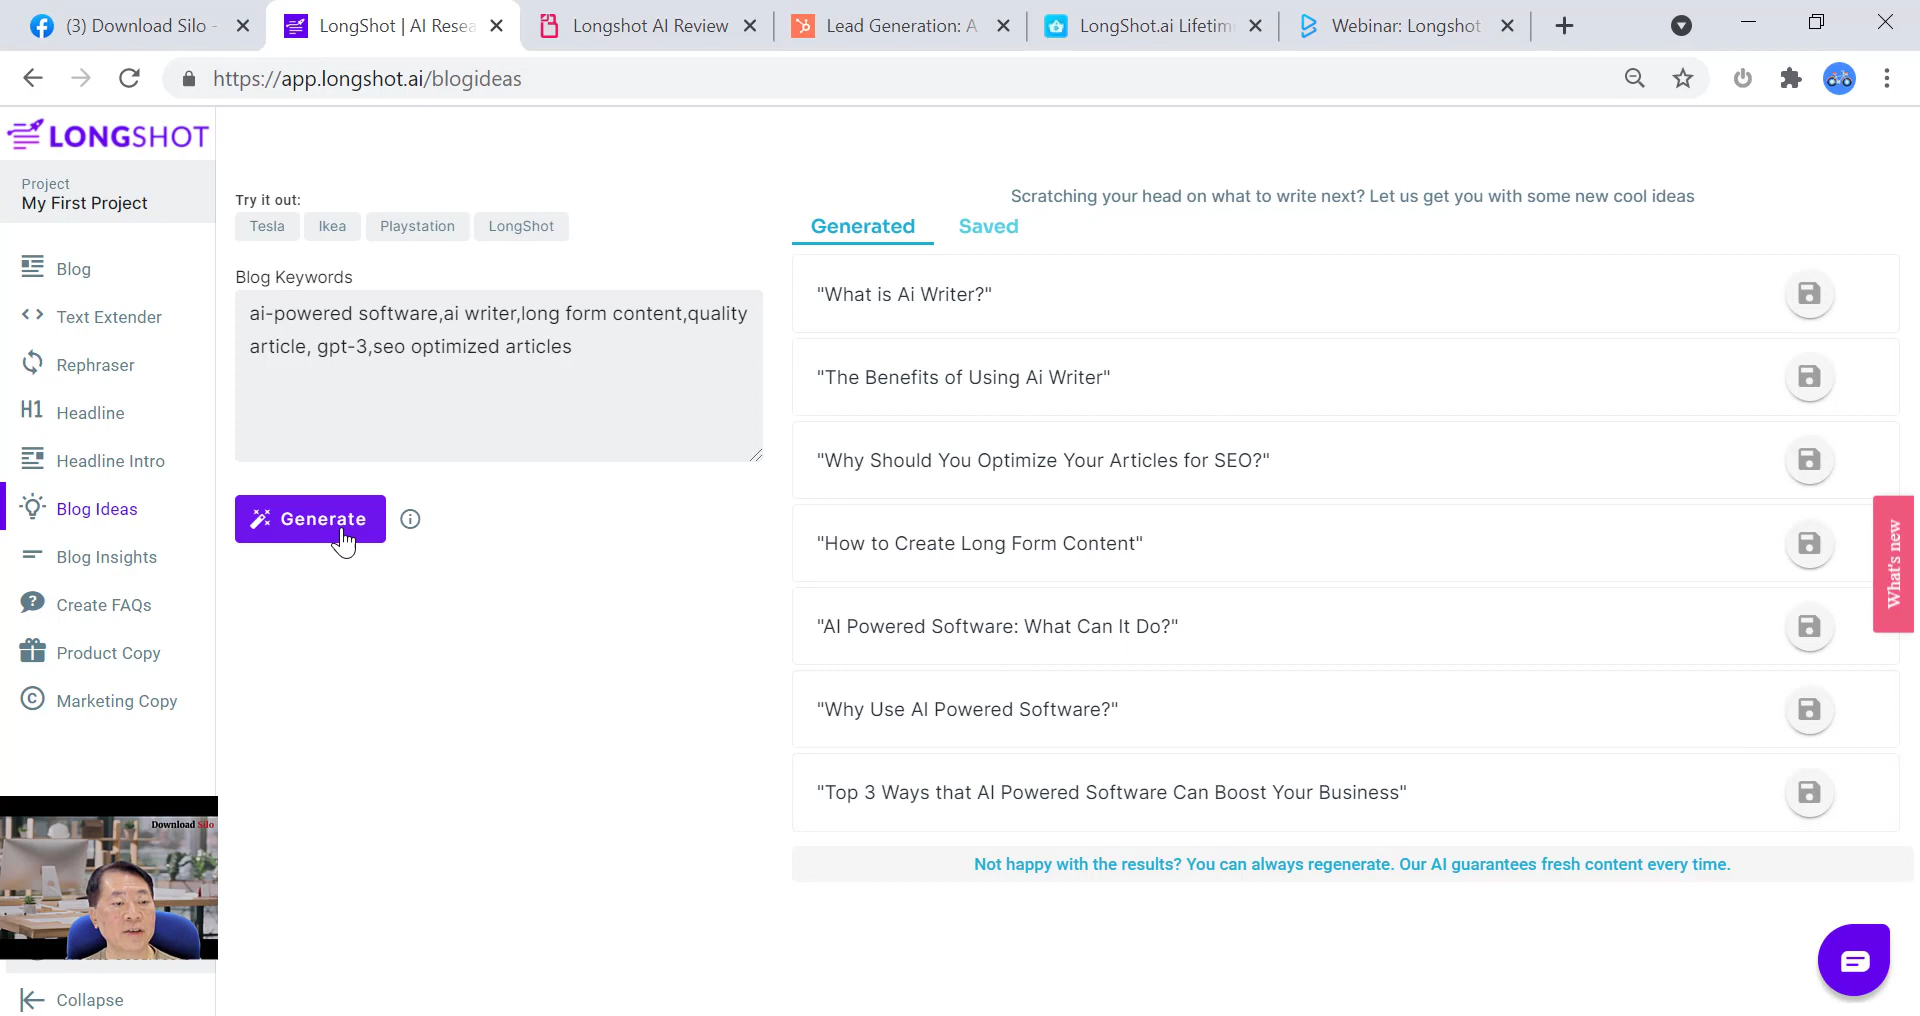 (3) Download Silo -
LongShot | AI Resea
Longshot AI Review
Lead Generation: A
LongShot.ai Lifetim
Webinar: Longshot
https://app.longshot.ai/blogideas
LONGSHOT
Project
My First Project
Blog
Text Extender
Rephraser
H1 Headline
Headline Intro
Blog Ideas
Blog Insights
Create FAQs
Product Copy
Marketing Copy
Download Silo
Collapse
Try it out:
Tesla
Ikea
Playstation
LongShot
Blog Keywords
ai-powered software,ai writer,long form content,quality
article, gpt-3,seo optimized articles
Generate
Scratching your head on what to write next? Let us get you with some new cool ideas
Generated
Saved
"What is Ai Writer?"
"The Benefits of Using Ai Writer"
"Why Should You Optimize Your Articles for SEO?"
"How to Create Long Form Content"
"AI Powered Software: What Can It Do?"
"Why Use AI Powered Software?"
"Top 3 Ways that AI Powered Software Can Boost Your Business"
Not happy with the results? You can always regenerate. Our AI guarantees fresh content every time.
What's new